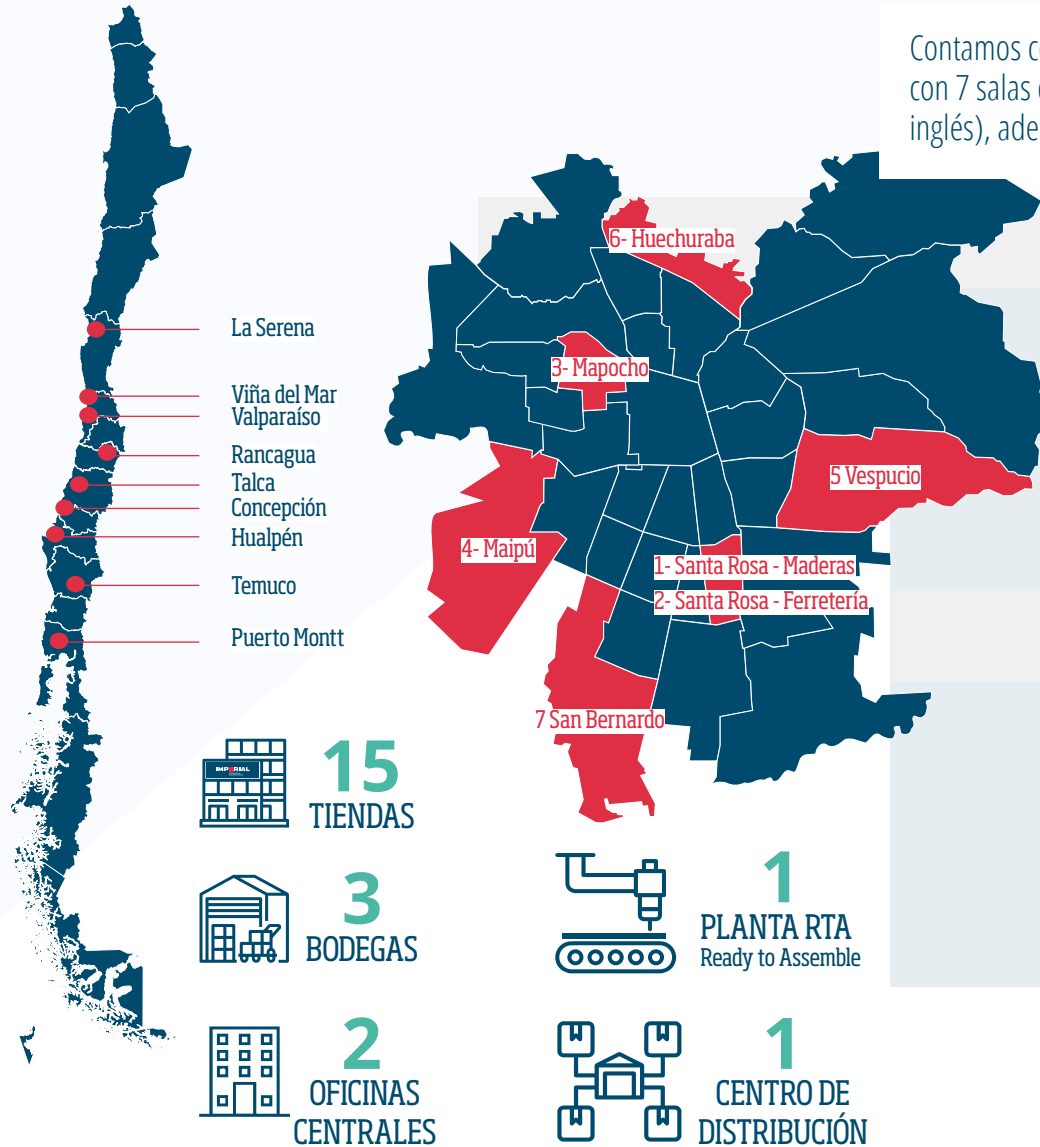 Contamos
con 7 salas
inglés),
6- Huechuraba
3- Mapocho
5 Vespucio
4- Maipú
1- Santa Rosa - Maderas
2- Santa Rosa - Ferretería
7 San Bernardo
La Serena
Viña del Mar
Valparaíso
Rancagua
Talca
Concepción
Hualpén
Temuco
Puerto Montt
IMPERIAL
15
TIENDAS
3
BODEGAS
2
OFICINAS
CENTRALES
1
PLANTA RTA
Ready to Assemble
1
CENTRO DE
DISTRIBUCIÓN